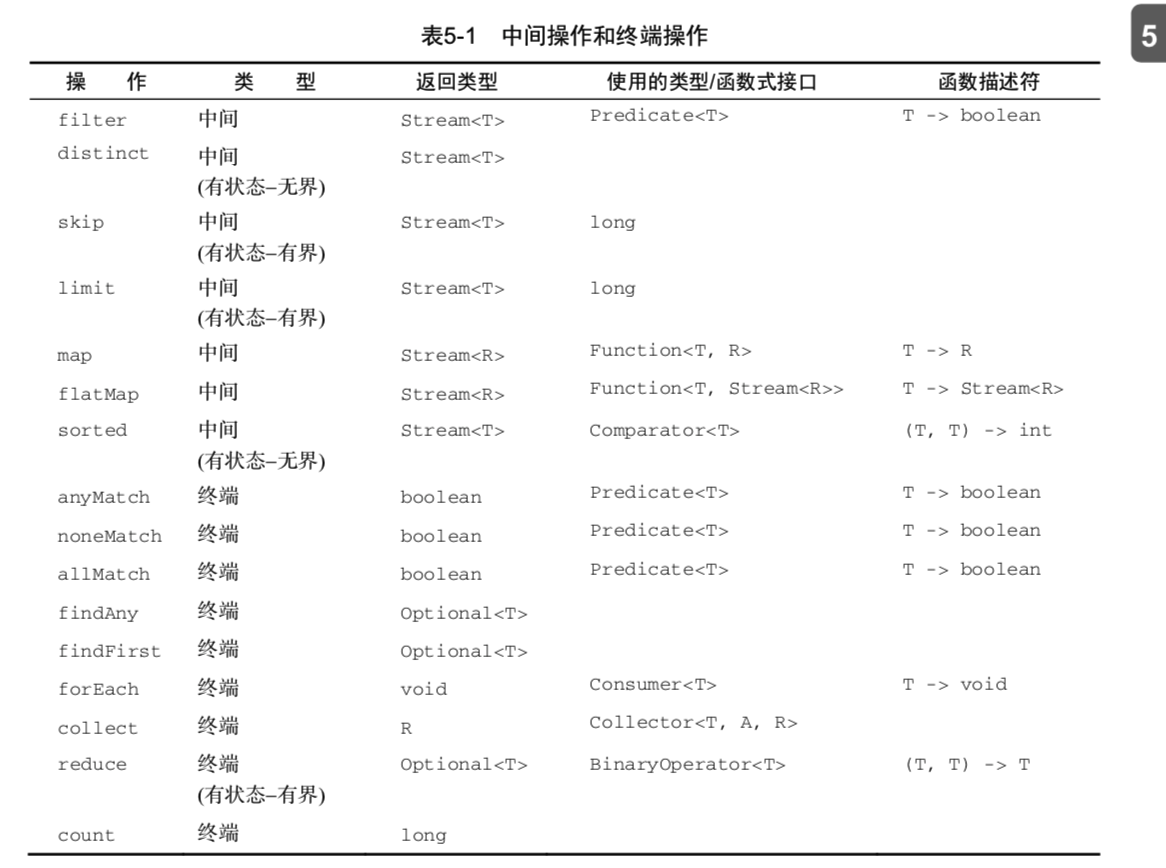 表5-1 中间操作和终端操作
5
操 作 类 型 返回类型 使用的类型/函数式接口 函数描述符
filter 中间 Stream<T> Predicate<T> T -> boolean
distinct 中间 Stream<T>
(有状态–无界)
skip 中间 Stream<T> long
(有状态–有界)
limit 中间 Stream<T> long
(有状态–有界)
map 中间 Stream<R> Function<T, R> T -> R
flatMap 中间 Stream<R> Function<T, Stream<R>> T -> Stream<R>
sorted 中间 Stream<T> Comparator<T> (T, T) -> int
(有状态–无界)
anyMatch 终端 boolean Predicate<T> T -> boolean
noneMatch 终端 boolean Predicate<T> T -> boolean
allMatch 终端 boolean Predicate<T> T -> boolean
findAny 终端 Optional<T>
findFirst 终端 Optional<T>
forEach 终端 void Consumer<T> T -> void
collect 终端 R Collector<T, A, R>
reduce 终端 Optional<T> BinaryOperator<T> (T, T) -> T
(有状态–有界)
count 终端 long